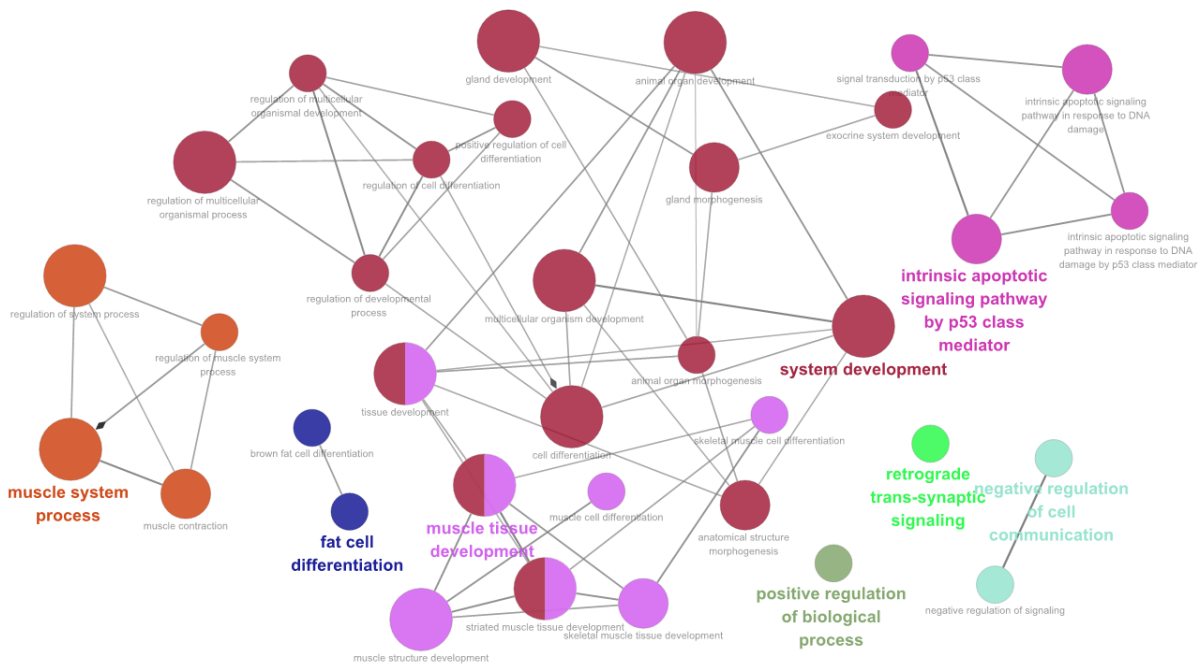 gland development
animal organ development
signal transduction by p53 class
mediator
intrinsic apoptotic signaling
pathway in response to DNA
damage
regulation of multicellular
organismal development
positive regulation of cell
differentiation
exocrine system development
regulation of cell differentiation
regulation of multicellular
organismal process
gland morphogenesis
intrinsic apoptotic signaling
pathway in response to DNA
damage by p53 class mediator
intrinsic apoptotic
signaling pathway
by p53 class
mediator
regulation of developmental
process
regulation of system process
multicellular organism development
regulation of muscle system
process
animal organ morphogenesis
system development
tissue development
skeletal muscle cell differentiation
brown fat cell differentiation
cell differentiation
muscle system
process
muscle contraction
retrograde
trans-synaptic
signaling
negative regulation
of cell
communication
muscle cell differentiation
muscle tissue
development
anatomical structure
morphogenesis
fat cell
differentiation
positive regulation
of biological
process
negative regulation of signaling
striated muscle tissue development
skeletal muscle tissue development
muscle structure development